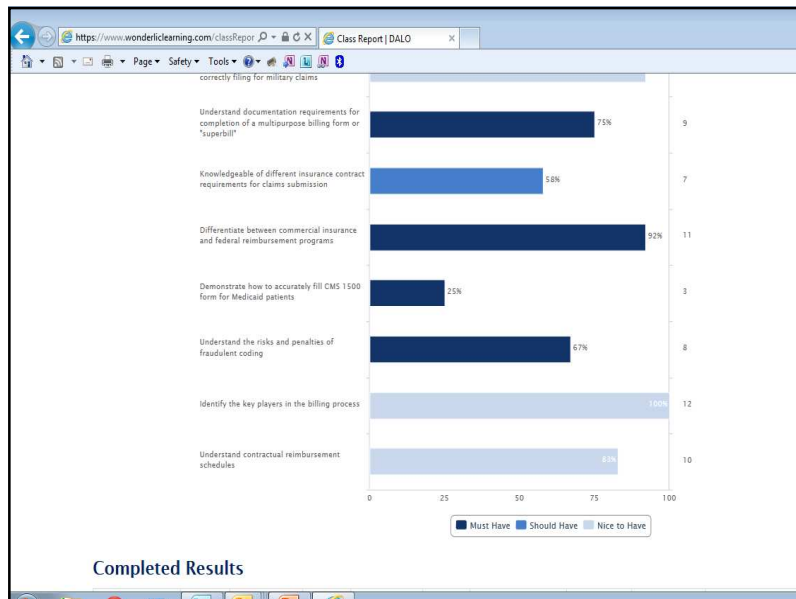 https://www.wonderliclearning.com/classRepor
Class Report | DALO
Page Safety Tools
correctly filing for military claims
Understand documentation requirements for
completion of a multipurpose billing form or
"superbill"
75%
9
Knowledgeable of different insurance contract
requirements for claims submission
58%
7
Differentiate between commercial insurance
and federal reimbursement programs
92%
11
Demonstrate how to accurately fill CMS 1500
form for Medicaid patients
25%
3
Understand the risks and penalties of
fraudulent coding
67%
8
Identify the key players in the billing process
100%
12
Understand contractual reimbursement
schedules
83%
10
0 25 50 75 100
Must Have Should Have Nice to Have
Completed Results